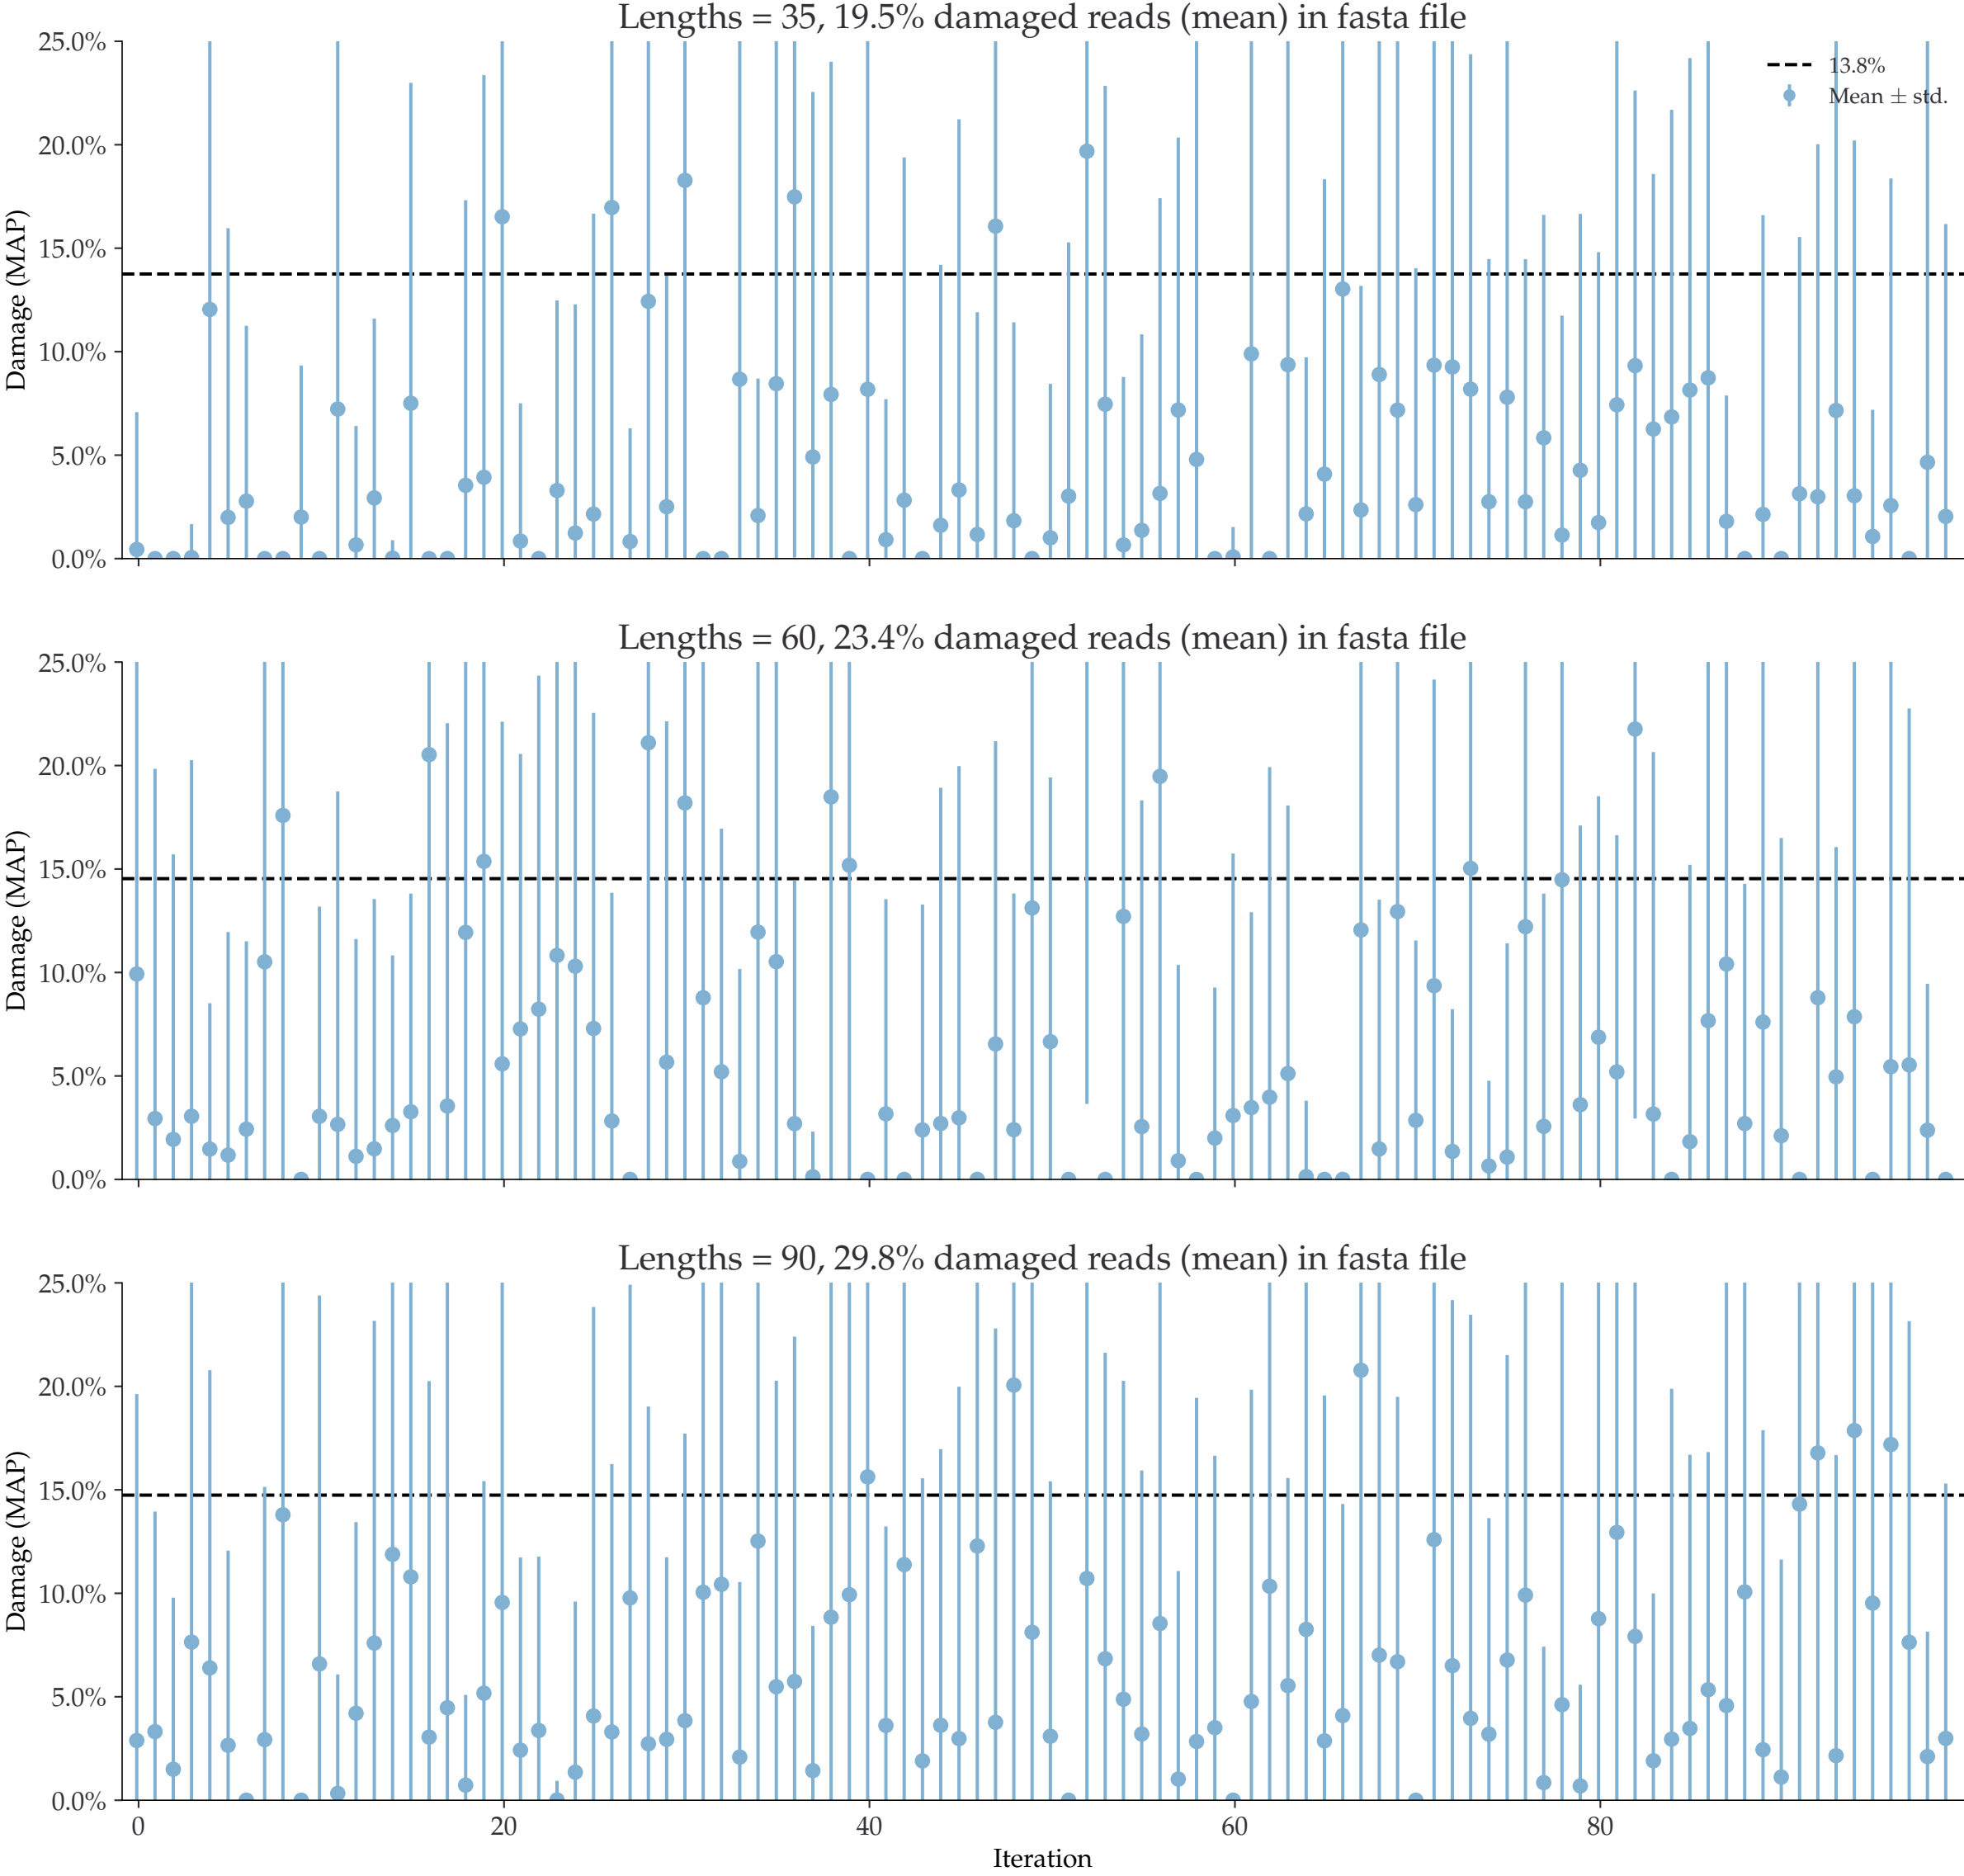 Lengths = 35, 19.5% damaged reads (mean) in fasta file
25.0%
20.0%
15.0%
10.0%
5.0%
0.0%
Damage (MAP)
13.8%
Mean ± std.
Lengths = 60, 23.4% damaged reads (mean) in fasta file
25.0%
20.0%
15.0%
10.0%
5.0%
0.0%
Damage (MAP)
Lengths = 90, 29.8% damaged reads (mean) in fasta file
25.0%
20.0%
15.0%
10.0%
5.0%
0.0%
Damage (MAP)
0 20 40 60 80
Iteration